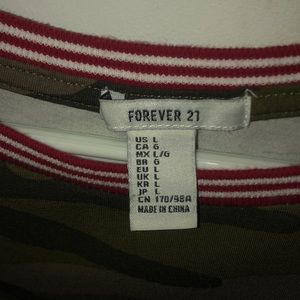 FOREVER 21
US L
CA G
MX L/G
BR G
EU L
UK L
KR L
JP L
CN 170/98A
MADE IN CHINA